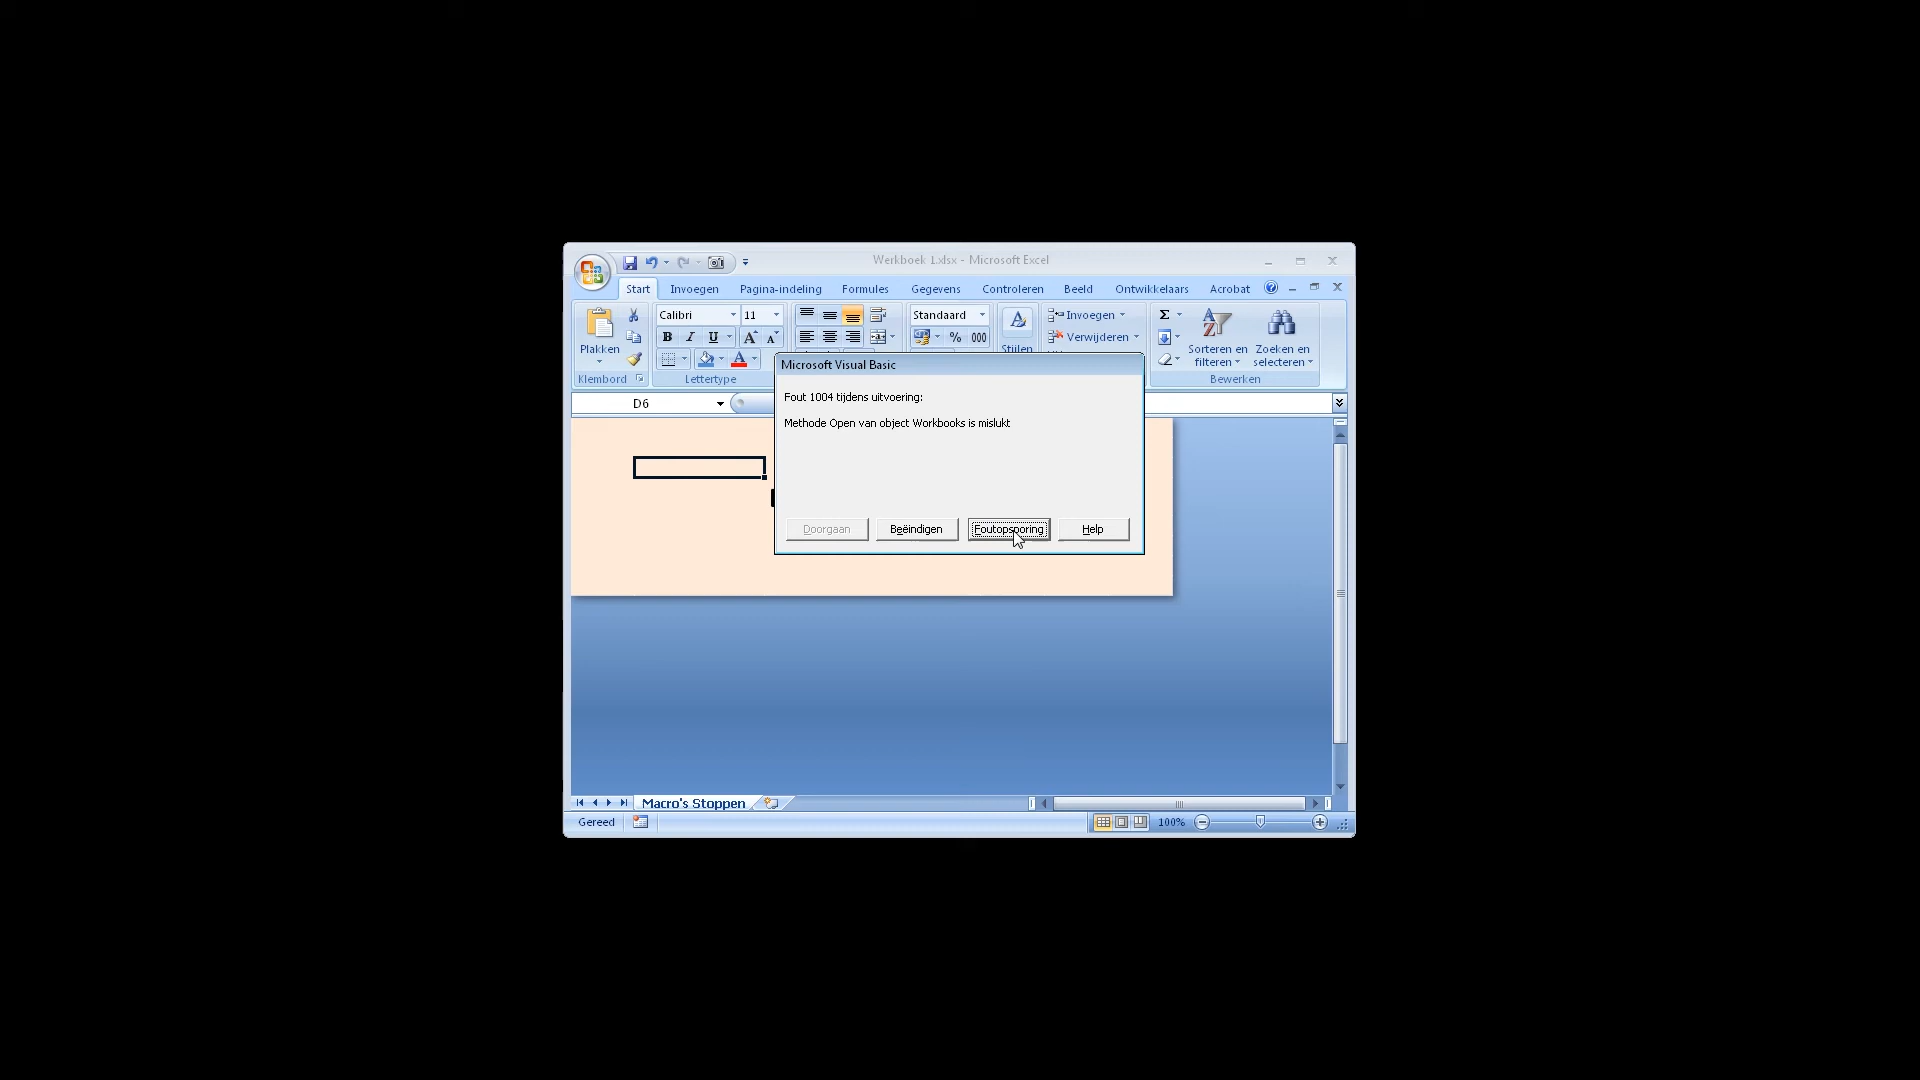 Werkboek 1.xlsx - Microsoft Excel
Start Invoegen Pagina-indeling Formules Gegevens Controleren Beeld Ontwikkelaars Acrobat
Calibri 11 Standaard Invoegen Σ
Plakken B I U A A % 000 Stijlen Verwijderen Sorteren en filteren Zoeken en selecteren
Klembord Lettertype Bewerken
D6
Microsoft Visual Basic
Fout 1004 tijdens uitvoering:
Methode Open van object Workbooks is mislukt
Doorgaan Beëindigen Foutopsporing Help
Macro's Stoppen
Gereed 100%